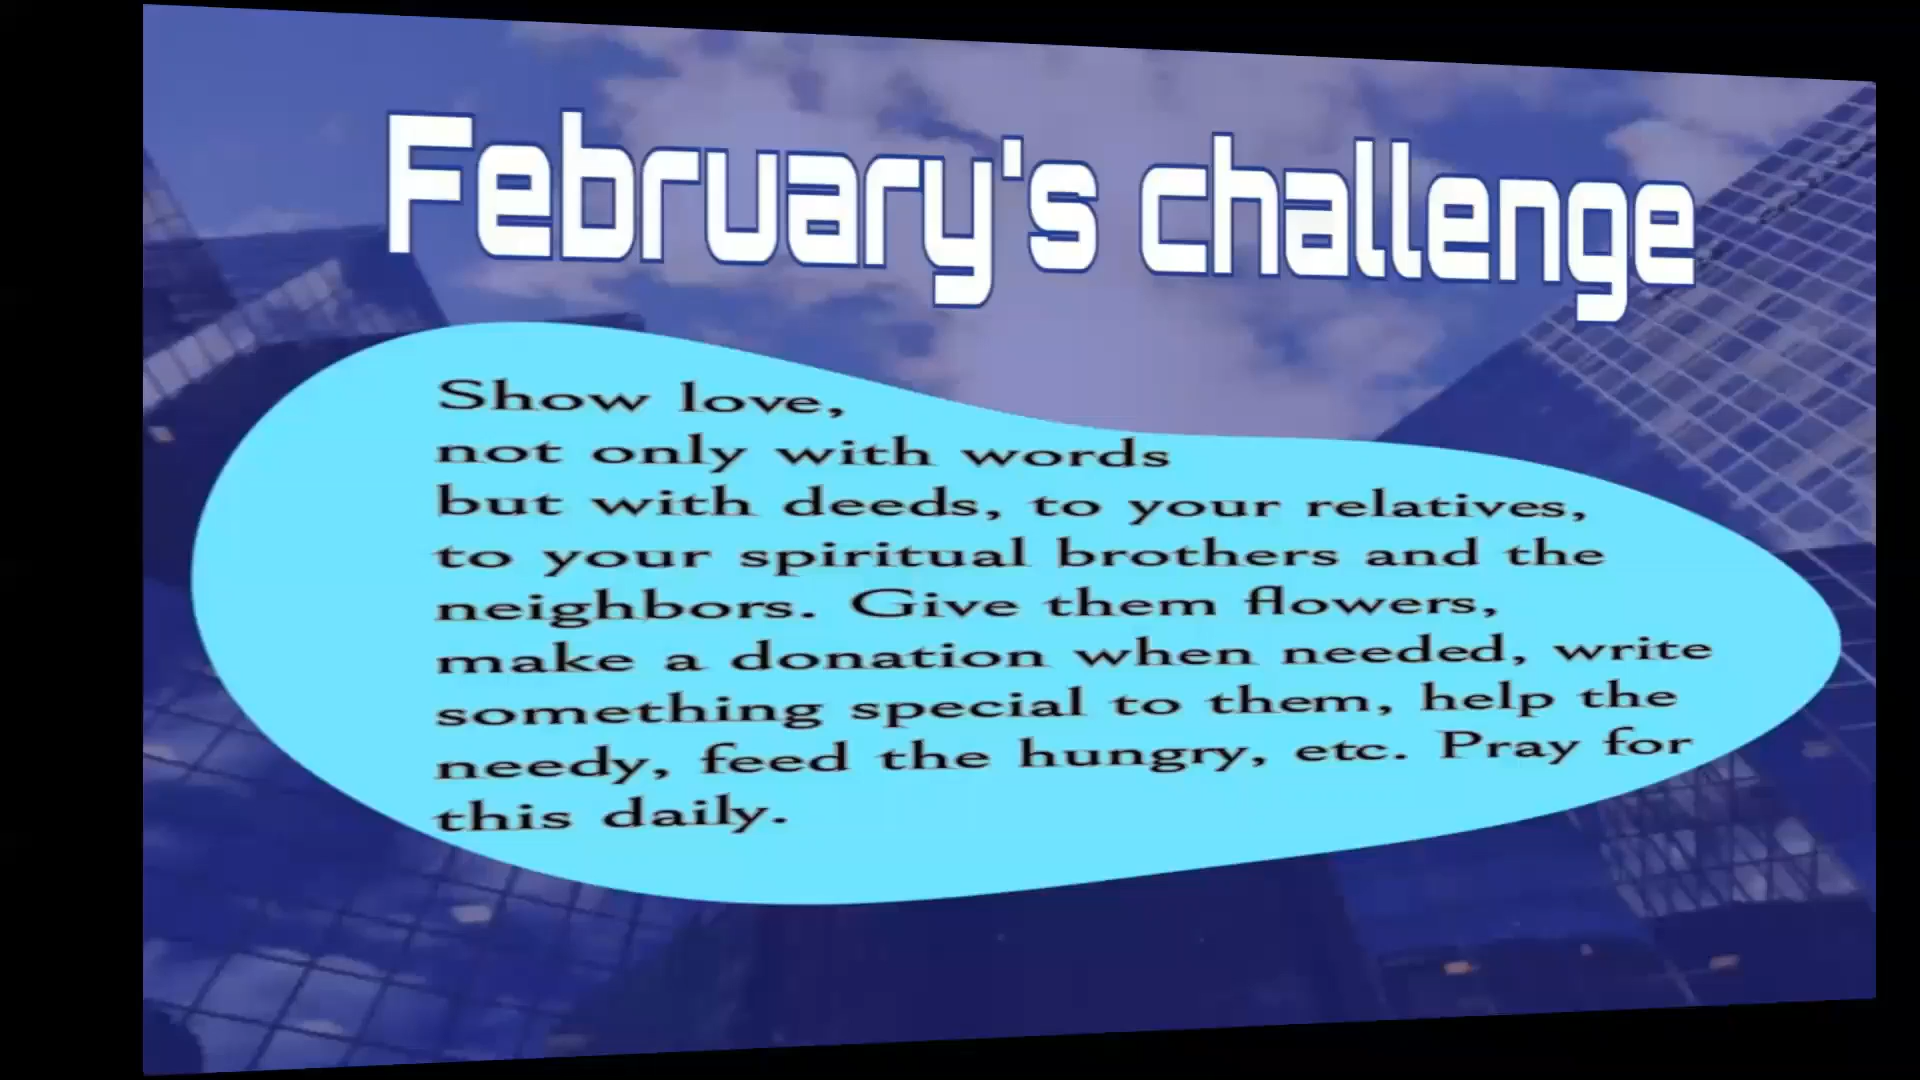 February's challenge
Show love,
not only with words
but with deeds, to your relatives,
to your spiritual brothers and the
neighbors. Give them flowers,
make a donation when needed, write
something special to them, help the
needy, feed the hungry, etc. Pray for
this daily.